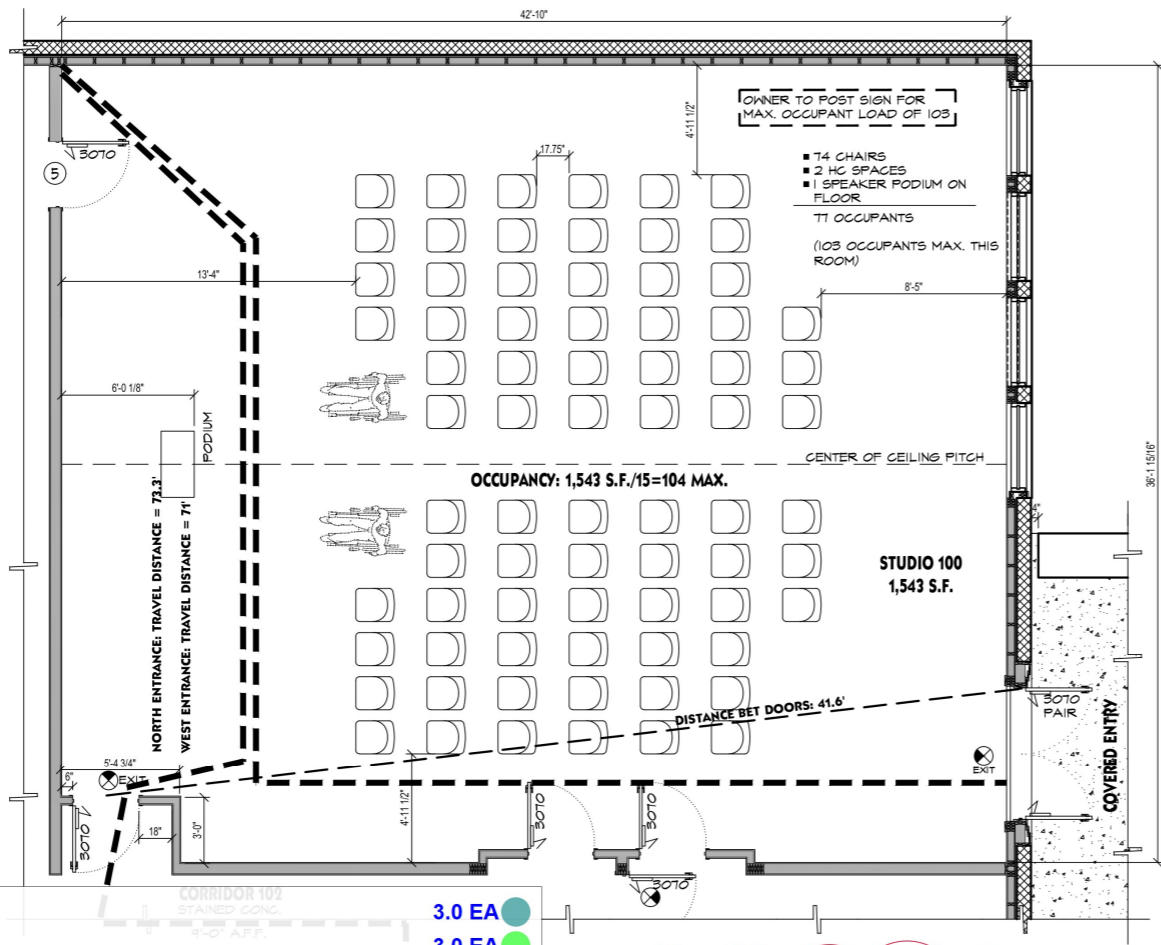 42'-10"
OWNER TO POST SIGN FOR
MAX. OCCUPANT LOAD OF 103
4'-11 1/2"
3070
17.75"
■ 74 CHAIRS
■ 2 HC SPACES
■ 1 SPEAKER PODIUM ON
FLOOR
77 OCCUPANTS
(103 OCCUPANTS MAX. THIS
ROOM)
5
13'-4"
8'-5"
6'-0 1/8"
PODIUM
CENTER OF CEILING PITCH
36'-1 15/16"
OCCUPANCY: 1,543 S.F./15=104 MAX.
NORTH ENTRANCE: TRAVEL DISTANCE = 73.3'
WEST ENTRANCE: TRAVEL DISTANCE = 71'
STUDIO 100
1,543 S.F.
4"
DISTANCE BET DOORS: 41.6'
3070
PAIR
COVERED ENTRY
5'-4 3/4"
6"
EXIT
EXIT
18"
3'-0"
4'-11 1/2"
3070
3070
3070
3070
CORRIDOR 102
STAINED CONC.
9'-0" A.F.F.
3.0 EA
3.0 EA